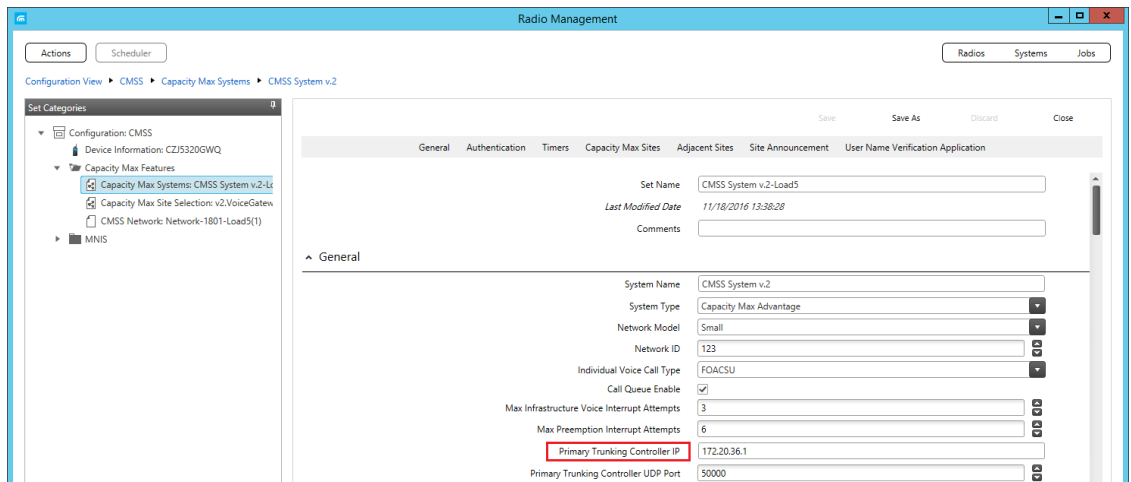 Radio Management
Actions Scheduler Radios Systems Jobs
Configuration View CMSS Capacity Max Systems CMSS System v.2
Set Categories
Configuration: CMSS
Device Information: CZJ5320GWQ
Capacity Max Features
Capacity Max Systems: CMSS System v.2-Lo
Capacity Max Site Selection: v2,VoiceGatew
CMSS Network: Network-1801-Load5(1)
MNIS
Save Save As Discard Close
General Authentication Timers Capacity Max Sites Adjacent Sites Site Announcement User Name Verification Application
Set Name CMSS System v.2-Load5
Last Modified Date 11/18/2016 13:38:28
Comments
General
System Name CMSS System v.2
System Type Capacity Max Advantage
Network Model Small
Network ID 123
Individual Voice Call Type FOACSU
Call Queue Enable
Max Infrastructure Voice Interrupt Attempts 3
Max Preemption Interrupt Attempts 6
Primary Trunking Controller IP 172.20.36.1
Primary Trunking Controller UDP Port 50000